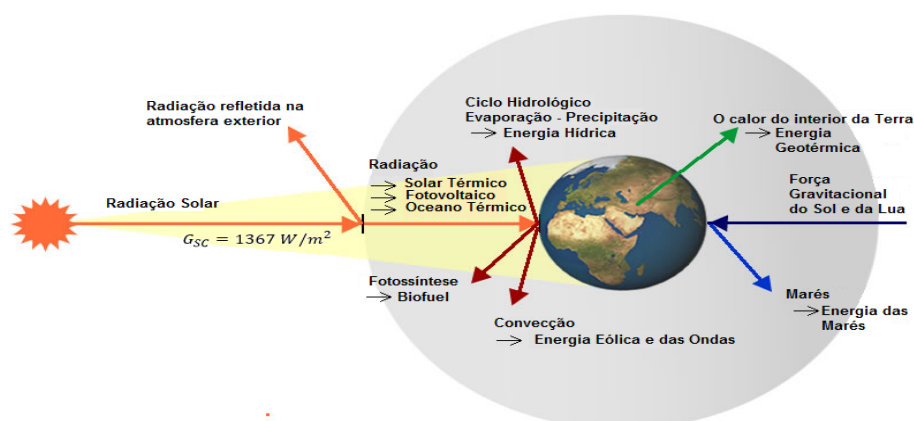 Radiação refletida na
atmosfera exterior
Radiação Solar
G_SC = 1367 W/m²
Radiação
→ Solar Térmico
→ Fotovoltaico
→ Oceano Térmico
Ciclo Hidrológico
Evaporação - Precipitação
→ Energia Hídrica
Fotossíntese
→ Biofuel
Convecção
→ Energia Eólica e das Ondas
O calor do interior da Terra
→ Energia
Geotérmica
Força
Gravitacional
do Sol e da Lua
Marés
→ Energia das
Marés